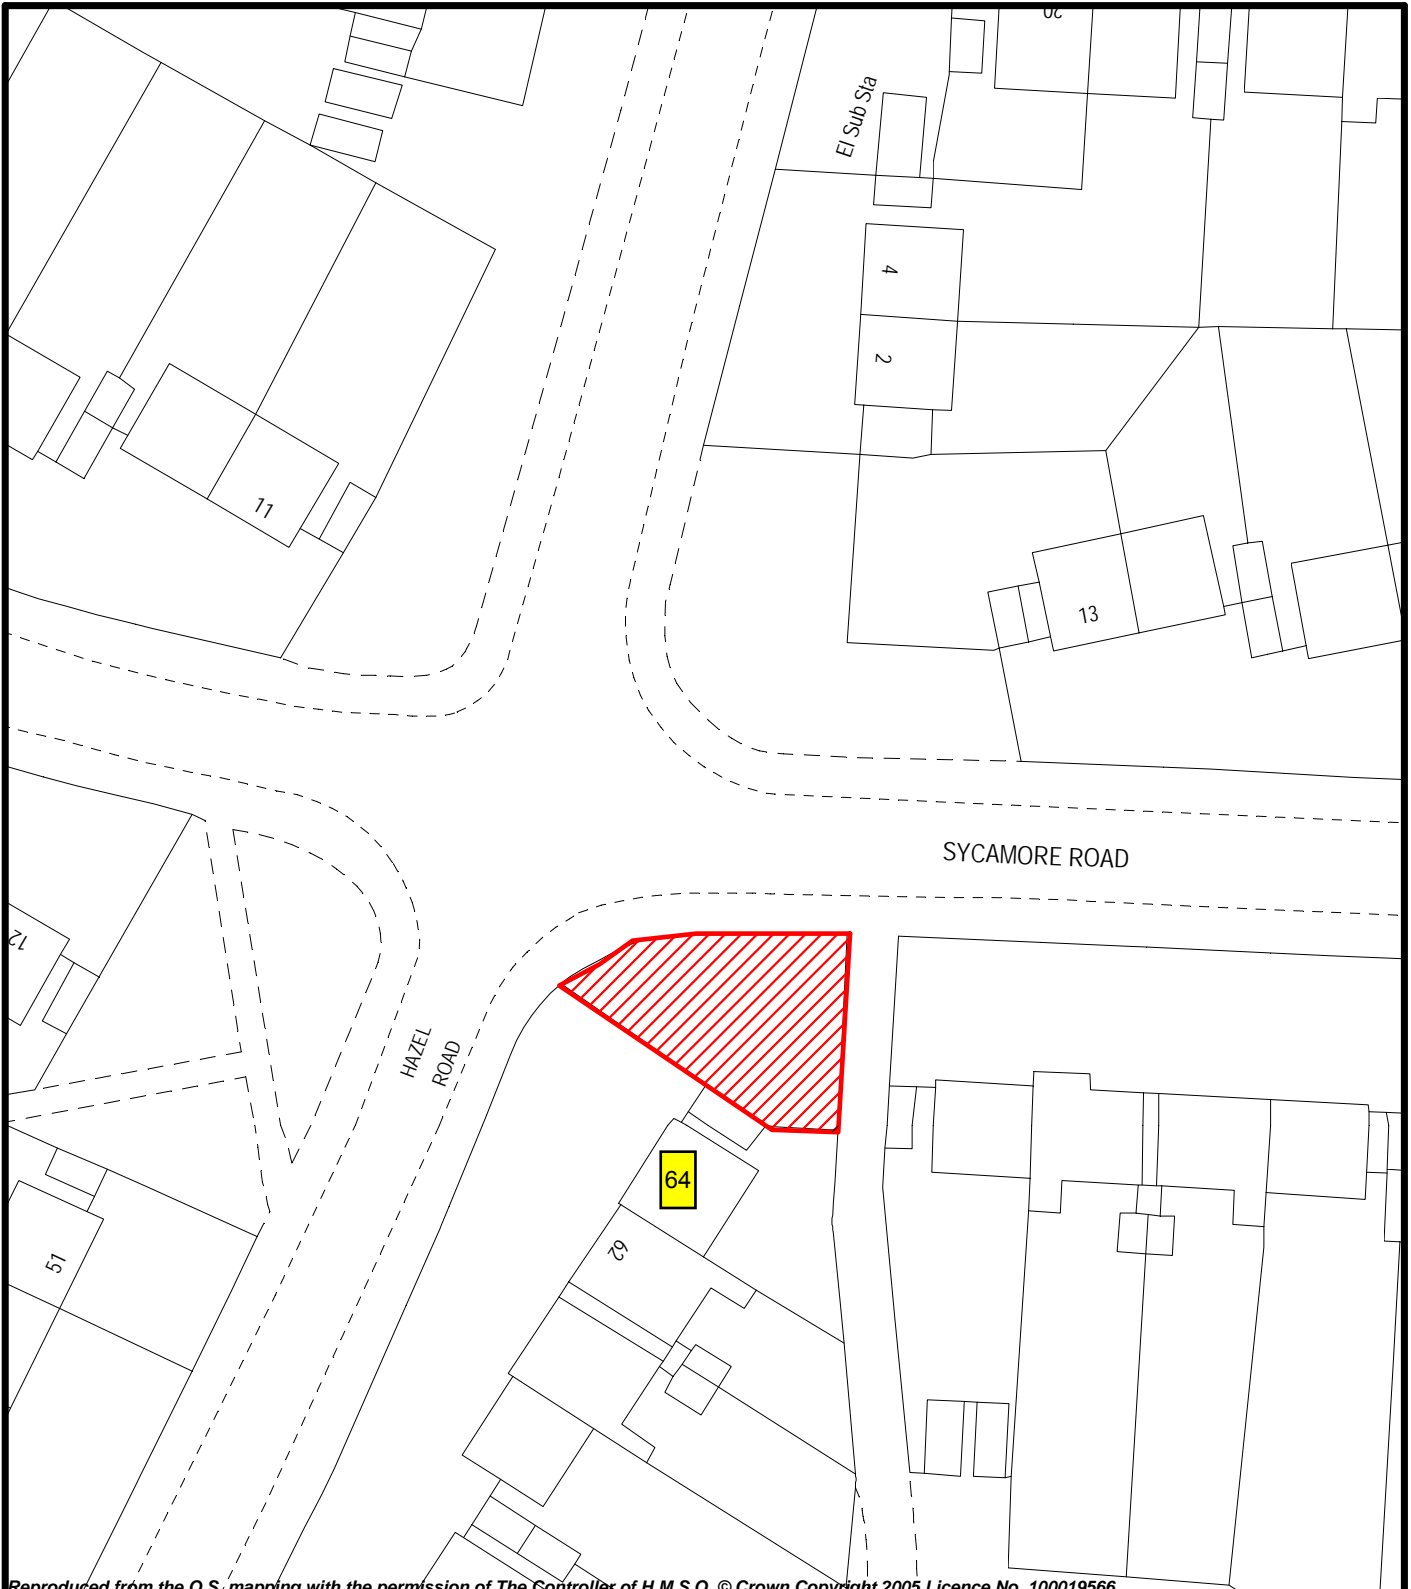 20
El Sub Sta
4
2
11
13
SYCAMORE ROAD
12
HAZEL
ROAD
64
62
51
Reproduced from the O.S. mapping with the permission of The Controller of H.M.S.O. © Crown Copyright 2005 Licence No. 100019566